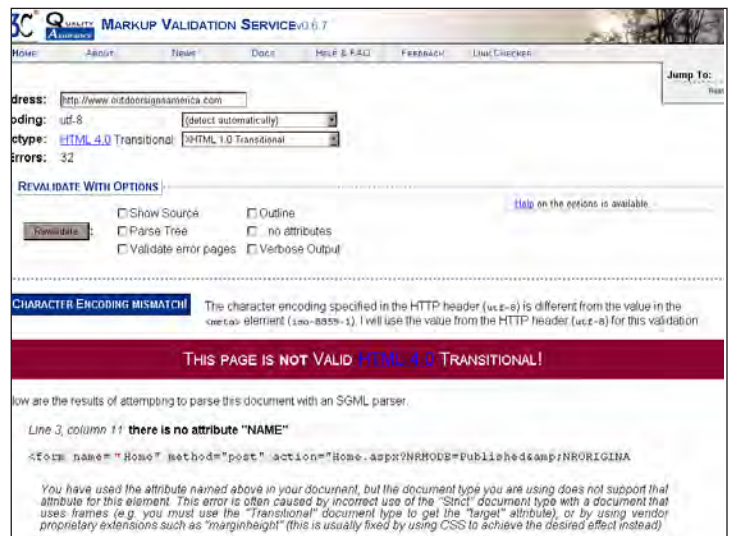 3C QUALITY Assurance MARKUP VALIDATION SERVICE v0.6.7
HOME ABOUT NEWS DOCS HELP & FAQ FEEDBACK LINK CHECKER
Jump To:
dress: http://www.outdoorsignsamerica.com
oding: utf-8 (detect automatically)
ctype: HTML 4.0 Transitional XHTML 1.0 Transitional
Errors: 32
REVALIDATE WITH OPTIONS
Help on the options is available.
Show Source Outline
Revalidate : Parse Tree no attributes
Validate error pages Verbose Output
CHARACTER ENCODING MISMATCH! The character encoding specified in the HTTP header (utf-8) is different from the value in the
<meta> element (iso-8859-1). I will use the value from the HTTP header (utf-8) for this validation
THIS PAGE IS NOT VALID HTML 4.0 TRANSITIONAL!
low are the results of attempting to parse this document with an SGML parser.
Line 3, column 11: there is no attribute "NAME"
<form name="Home" method="post" action="Home.aspx?NRMODE=Published&amp;NRORIGINA
You have used the attribute named above in your document, but the document type you are using does not support that
attribute for this element. This error is often caused by incorrect use of the "Strict" document type with a document that
uses frames (e.g. you must use the "Transitional" document type to get the "target" attribute), or by using vendor
proprietary extensions such as "marginheight" (this is usually fixed by using CSS to achieve the desired effect instead)